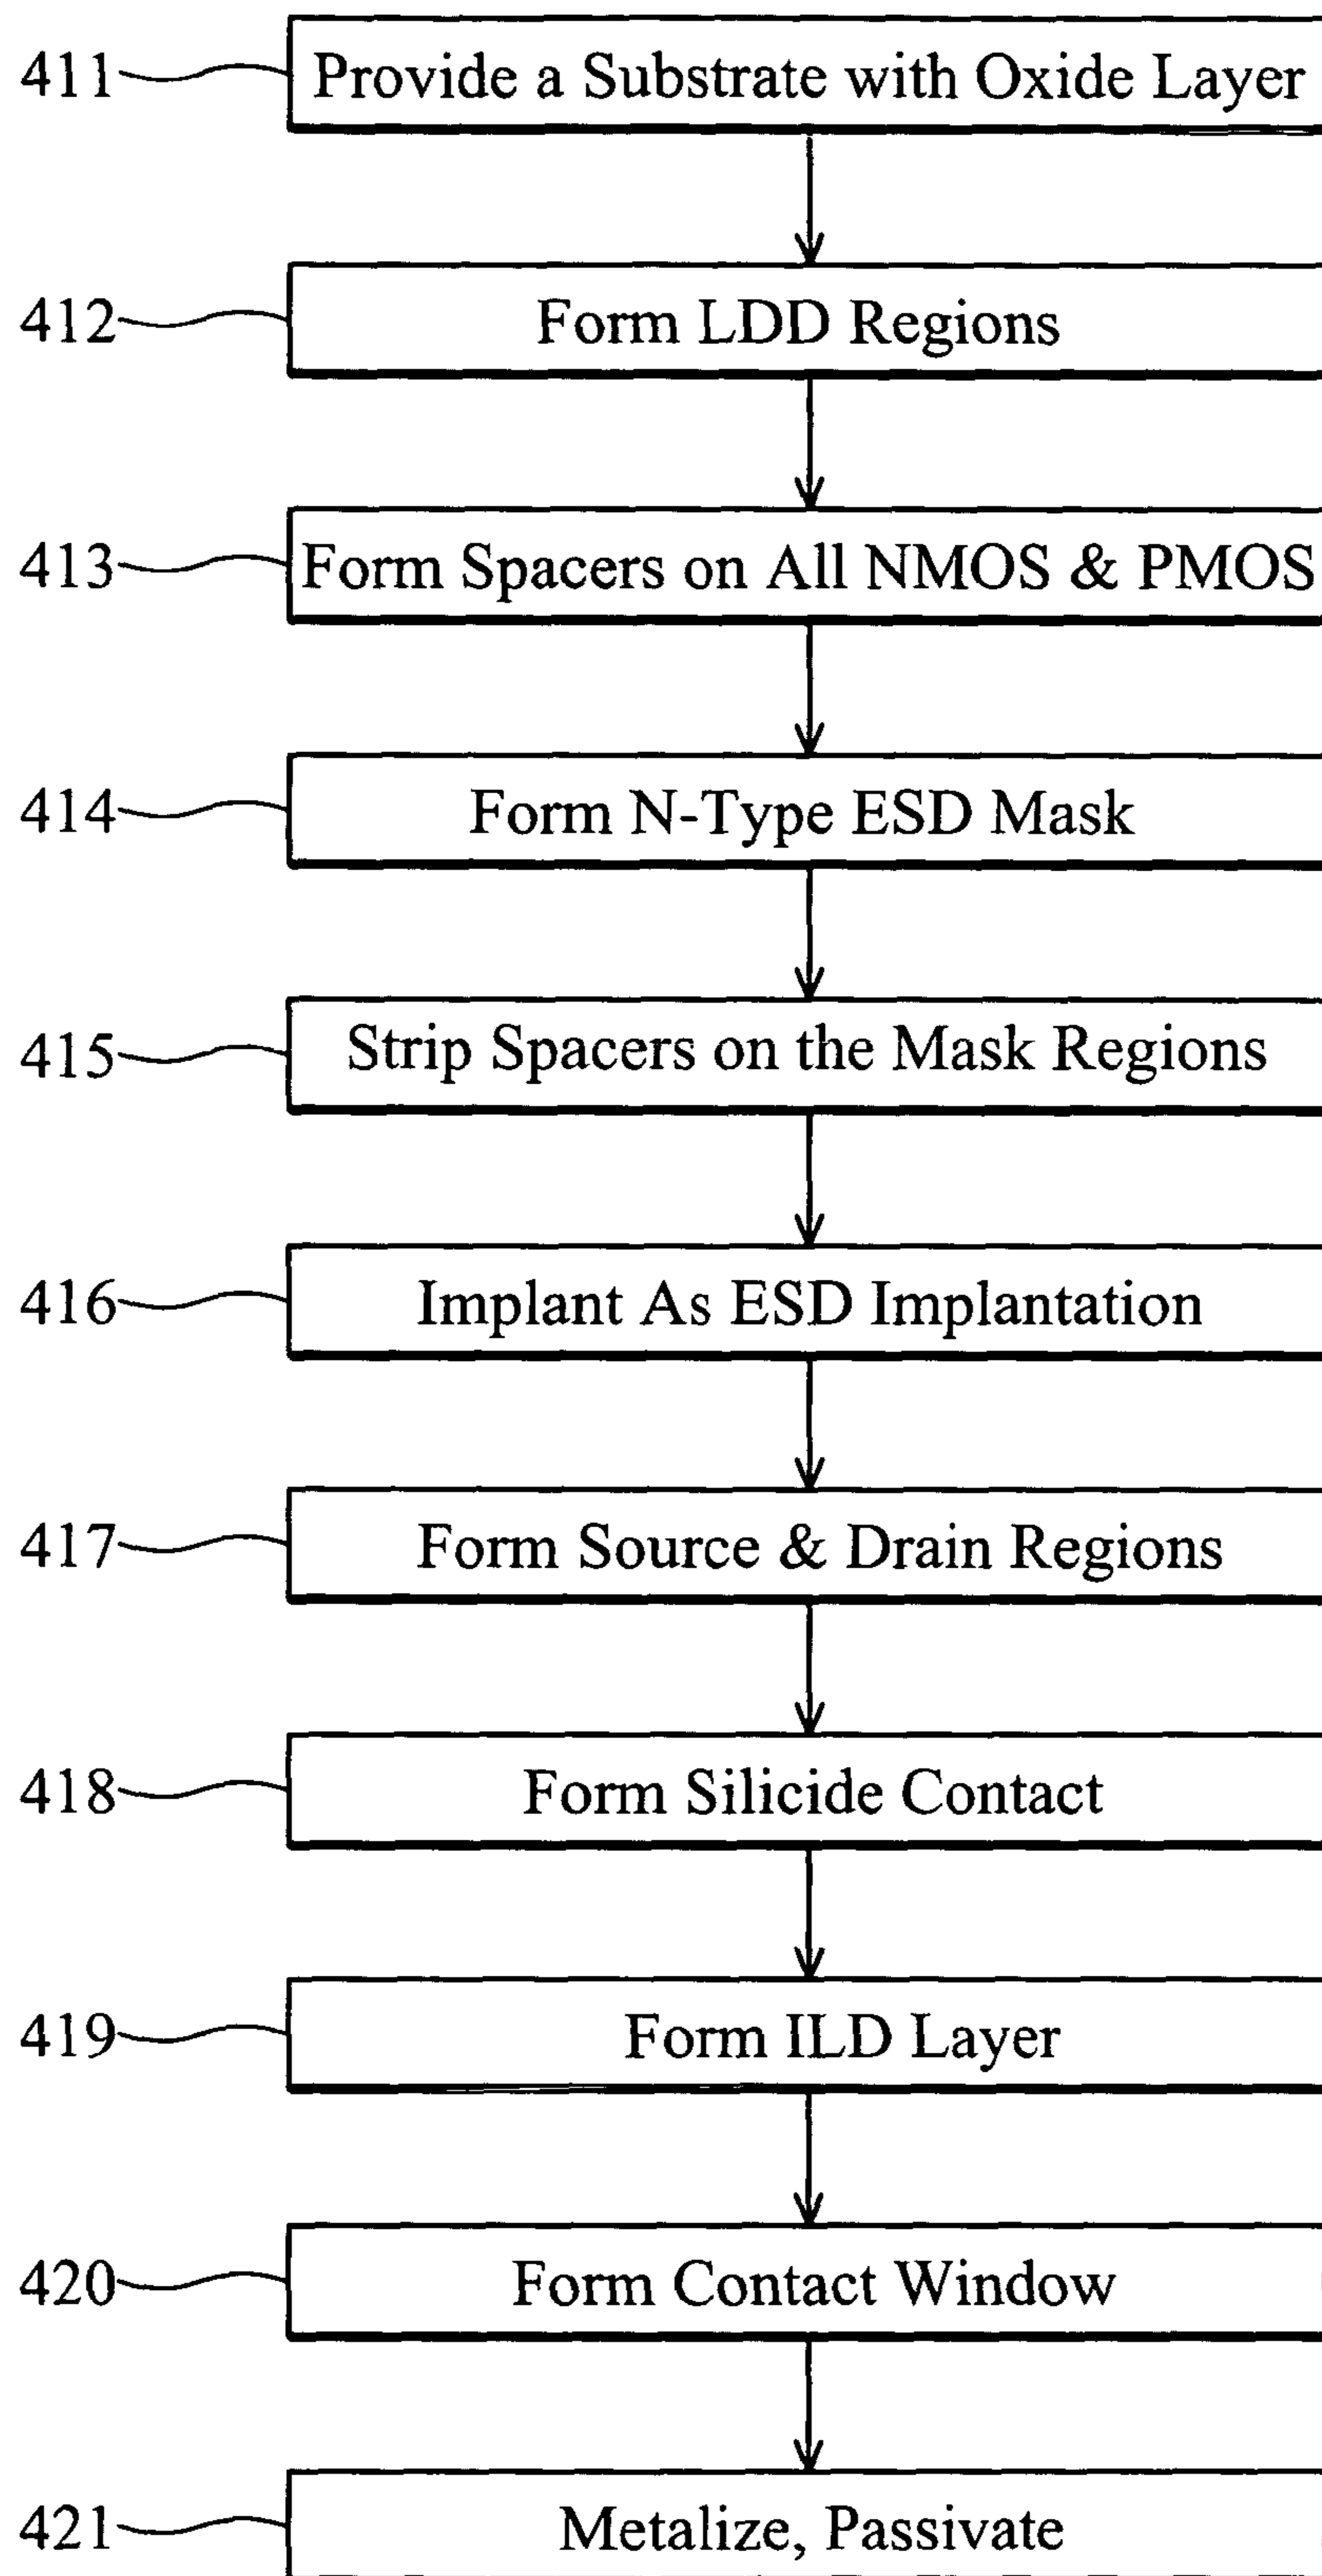 411 Provide a Substrate with Oxide Layer
412 Form LDD Regions
413 Form Spacers on All NMOS & PMOS
414 Form N-Type ESD Mask
415 Strip Spacers on the Mask Regions
416 Implant As ESD Implantation
417 Form Source & Drain Regions
418 Form Silicide Contact
419 Form ILD Layer
420 Form Contact Window
421 Metalize, Passivate